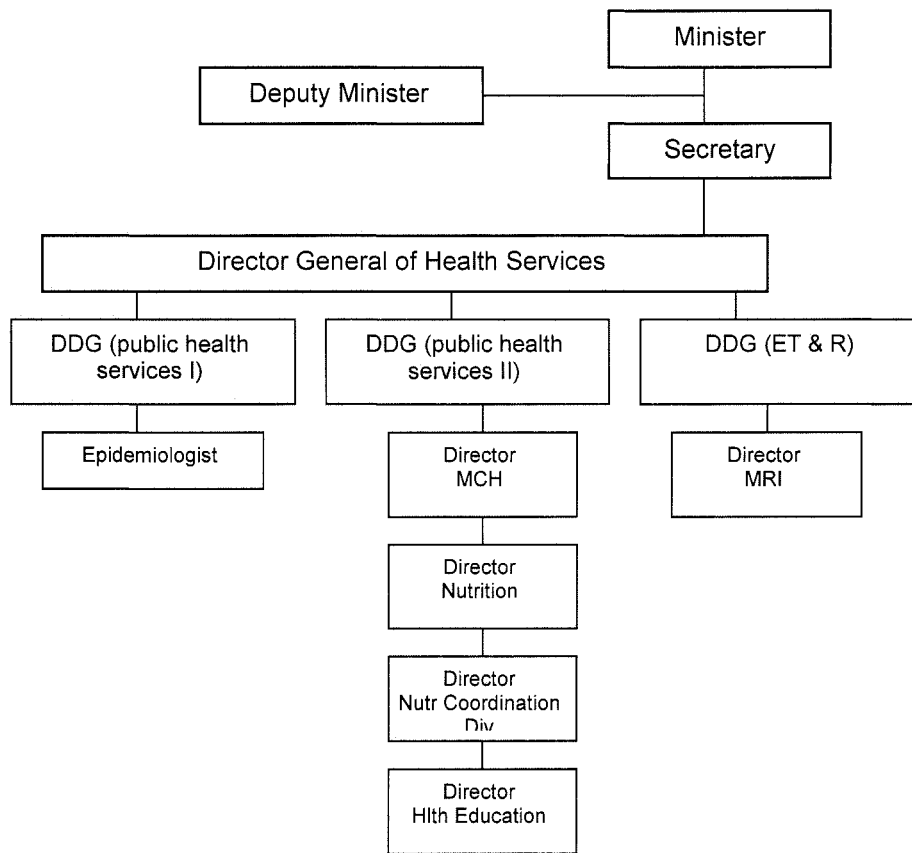 Minister
Deputy Minister
Secretary
Director General of Health Services
DDG (public health
services I)
DDG (public health
services II)
DDG (ET & R)
Epidemiologist
Director
MCH
Director
MRI
Director
Nutrition
Director
Nutr Coordination
Div
Director
Hlth Education